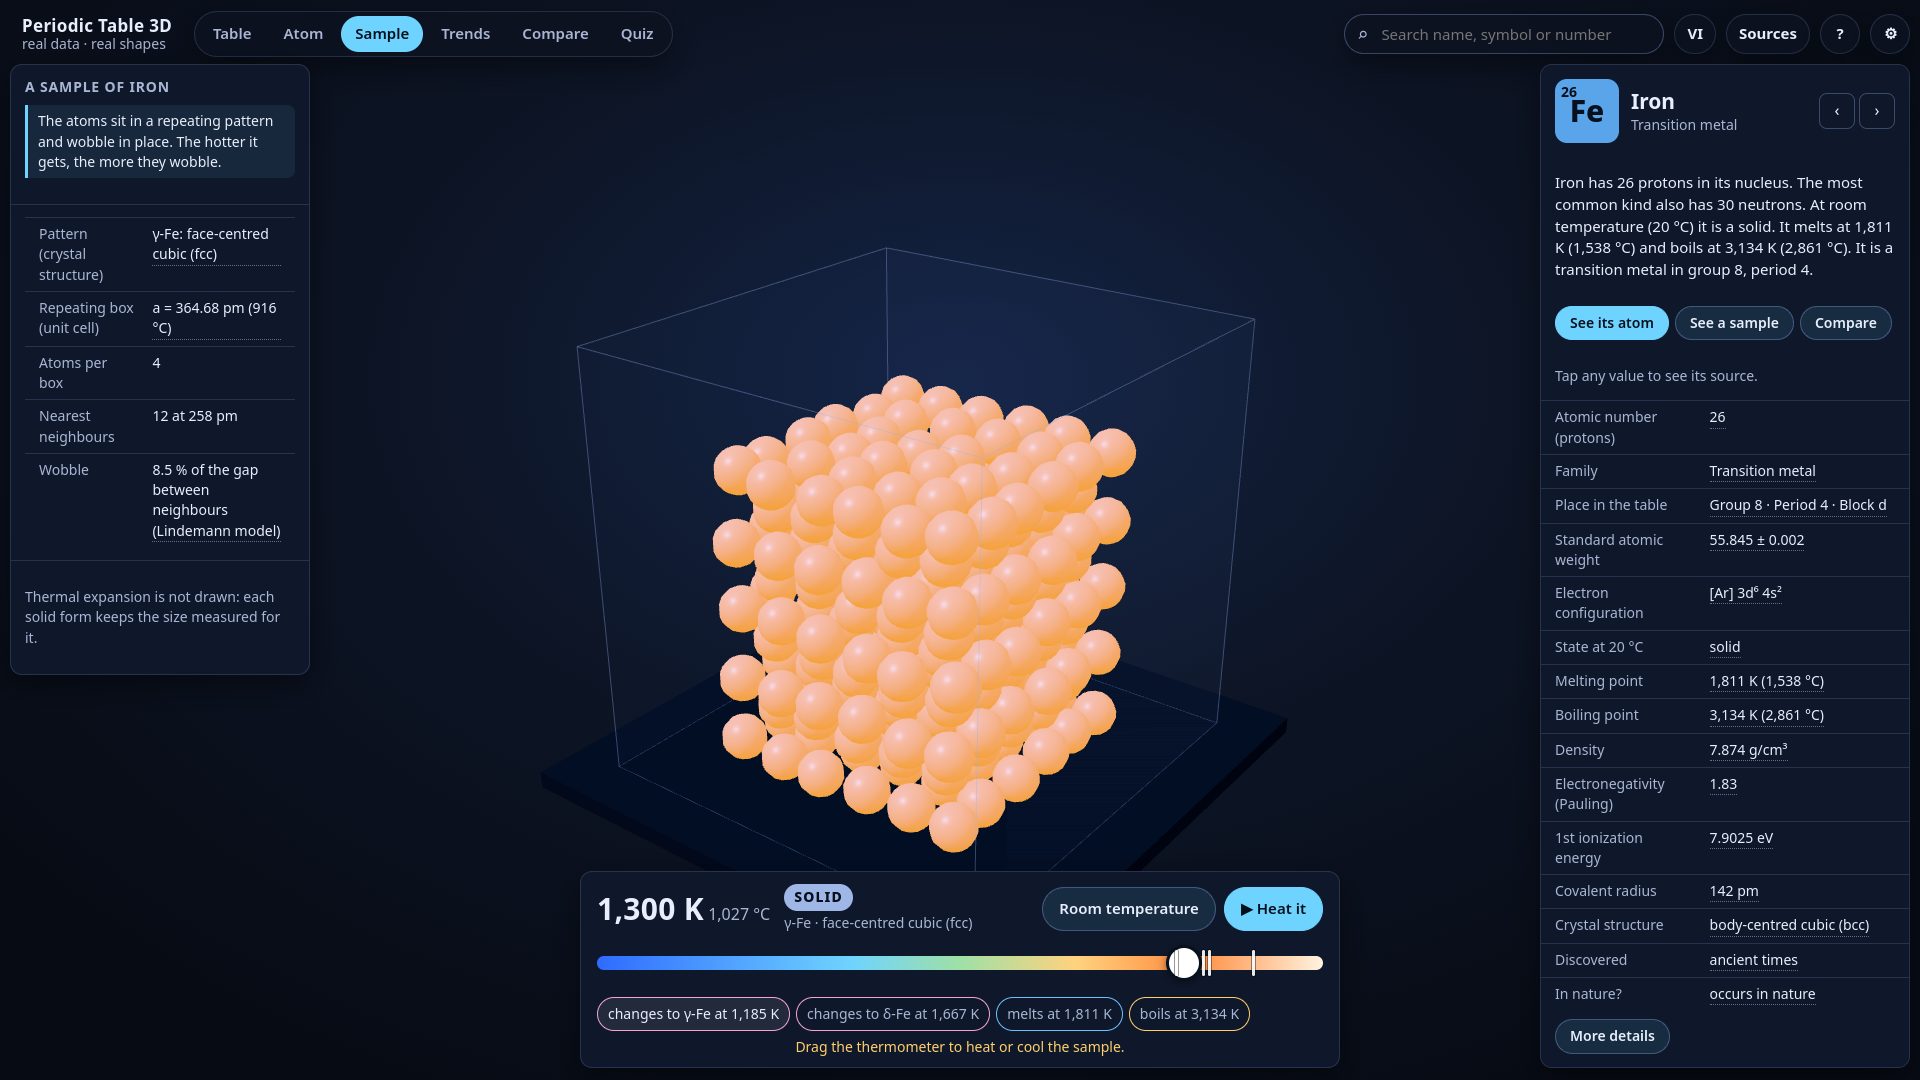 Periodic Table 3D
real data · real shapes
Table
Atom
Sample
Trends
Compare
Quiz
Search name, symbol or number
VI
Sources
?
A SAMPLE OF IRON
The atoms sit in a repeating pattern
and wobble in place. The hotter it
gets, the more they wobble.
Pattern
(crystal
structure)
γ-Fe: face-centred
cubic (fcc)
Repeating box
(unit cell)
a = 364.68 pm (916
°C)
Atoms per
box
4
Nearest
neighbours
12 at 258 pm
Wobble
8.5 % of the gap
between
neighbours
(Lindemann model)
Thermal expansion is not drawn: each
solid form keeps the size measured for
it.
1,300 K 1,027 °C
SOLID
γ-Fe · face-centred cubic (fcc)
Room temperature
▶ Heat it
changes to γ-Fe at 1,185 K
changes to δ-Fe at 1,667 K
melts at 1,811 K
boils at 3,134 K
Drag the thermometer to heat or cool the sample.
26
Fe
Iron
Transition metal
‹
›
Iron has 26 protons in its nucleus. The most
common kind also has 30 neutrons. At room
temperature (20 °C) it is a solid. It melts at 1,811
K (1,538 °C) and boils at 3,134 K (2,861 °C). It is a
transition metal in group 8, period 4.
See its atom
See a sample
Compare
Tap any value to see its source.
Atomic number
(protons)
26
Family
Transition metal
Place in the table
Group 8 · Period 4 · Block d
Standard atomic
weight
55.845 ± 0.002
Electron
configuration
[Ar] 3d⁶ 4s²
State at 20 °C
solid
Melting point
1,811 K (1,538 °C)
Boiling point
3,134 K (2,861 °C)
Density
7.874 g/cm³
Electronegativity
(Pauling)
1.83
1st ionization
energy
7.9025 eV
Covalent radius
142 pm
Crystal structure
body-centred cubic (bcc)
Discovered
ancient times
In nature?
occurs in nature
More details